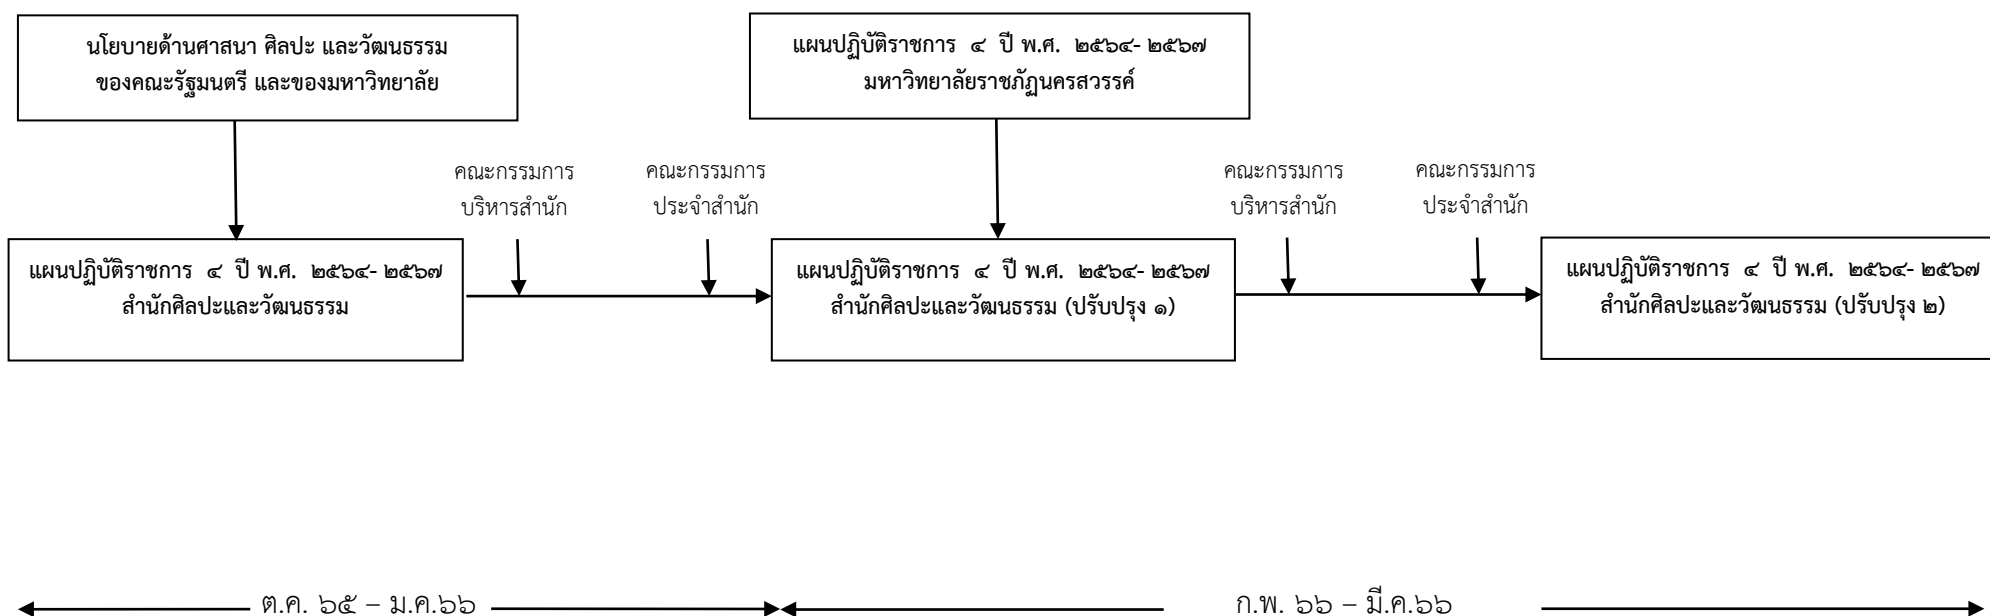 นโยบายด้านศาสนา ศิลปะ และวัฒนธรรม
ของคณะรัฐมนตรี และของมหาวิทยาลัย
แผนปฏิบัติราชการ ๔ ปี พ.ศ. ๒๕๖๔- ๒๕๖๗
มหาวิทยาลัยราชภัฏนครสวรรค์
คณะกรรมการ
บริหารสำนัก
คณะกรรมการ
ประจำสำนัก
คณะกรรมการ
บริหารสำนัก
คณะกรรมการ
ประจำสำนัก
แผนปฏิบัติราชการ ๔ ปี พ.ศ. ๒๕๖๔- ๒๕๖๗
สำนักศิลปะและวัฒนธรรม
แผนปฏิบัติราชการ ๔ ปี พ.ศ. ๒๕๖๔- ๒๕๖๗
สำนักศิลปะและวัฒนธรรม (ปรับปรุง ๑)
แผนปฏิบัติราชการ ๔ ปี พ.ศ. ๒๕๖๔- ๒๕๖๗
สำนักศิลปะและวัฒนธรรม (ปรับปรุง ๒)
ต.ค. ๖๕ – ม.ค.๖๖
ก.พ. ๖๖ – มี.ค.๖๖